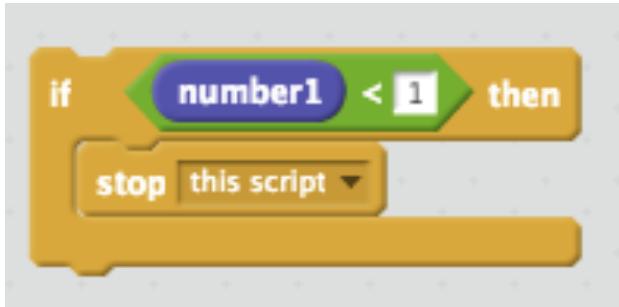 if number1 < 1 then
stop this script